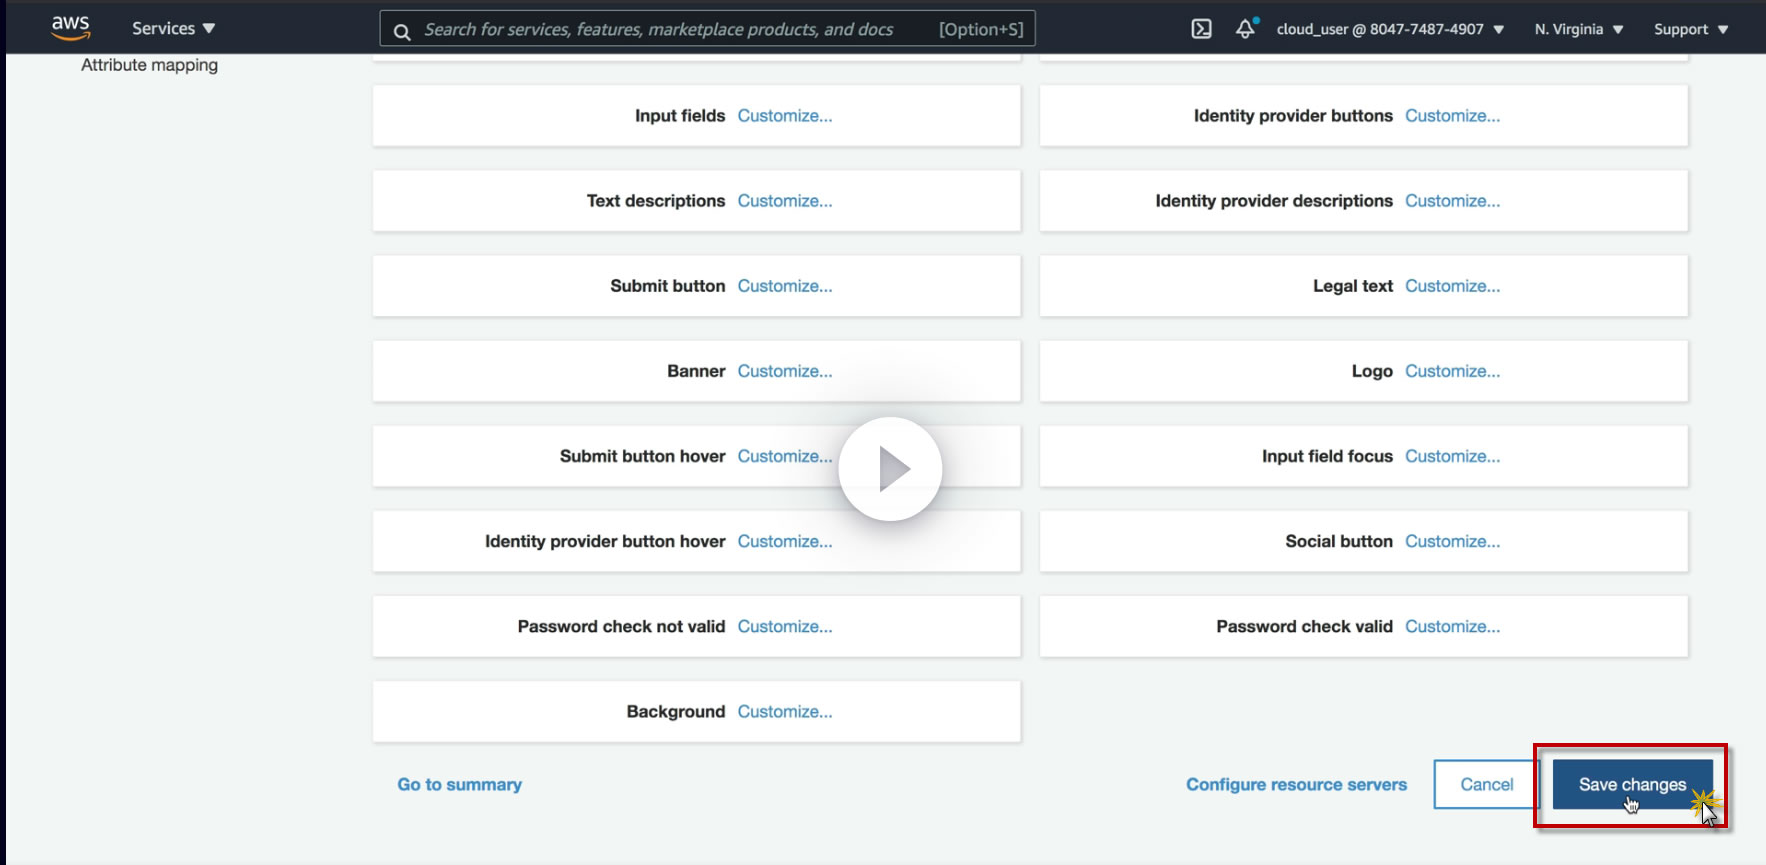 aws Services ▼ Search for services, features, marketplace products, and docs [Option+S] cloud_user @ 8047-7487-4907 ▼ N. Virginia ▼ Support ▼
Attribute mapping
Input fields Customize... Identity provider buttons Customize...
Text descriptions Customize... Identity provider descriptions Customize...
Submit button Customize... Legal text Customize...
Banner Customize... Logo Customize...
Submit button hover Customize... Input field focus Customize...
Identity provider button hover Customize... Social button Customize...
Password check not valid Customize... Password check valid Customize...
Background Customize...
Go to summary Configure resource servers Cancel Save changes